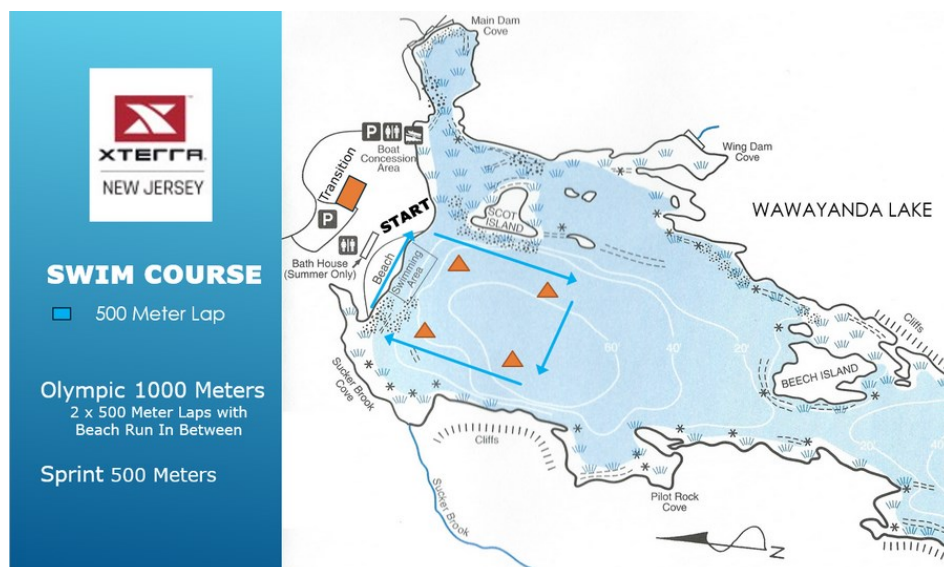 XTERRA
NEW JERSEY
SWIM COURSE
500 Meter Lap
Olympic 1000 Meters
2 x 500 Meter Laps with
Beach Run In Between
Sprint 500 Meters
Main Dam
Cove
P
Boat
Concession
Area
Transition
P
START
Bath House
(Summer Only)
Beach
Swimming
Area
SCOT
ISLAND
Wing Dam
Cove
WAWAYANDA LAKE
Cliffs
60'
40'
20'
BEECH ISLAND
20'
Sucker Brook
Cove
Cliffs
Sucker Brook
Pilot Rock
Cove
N